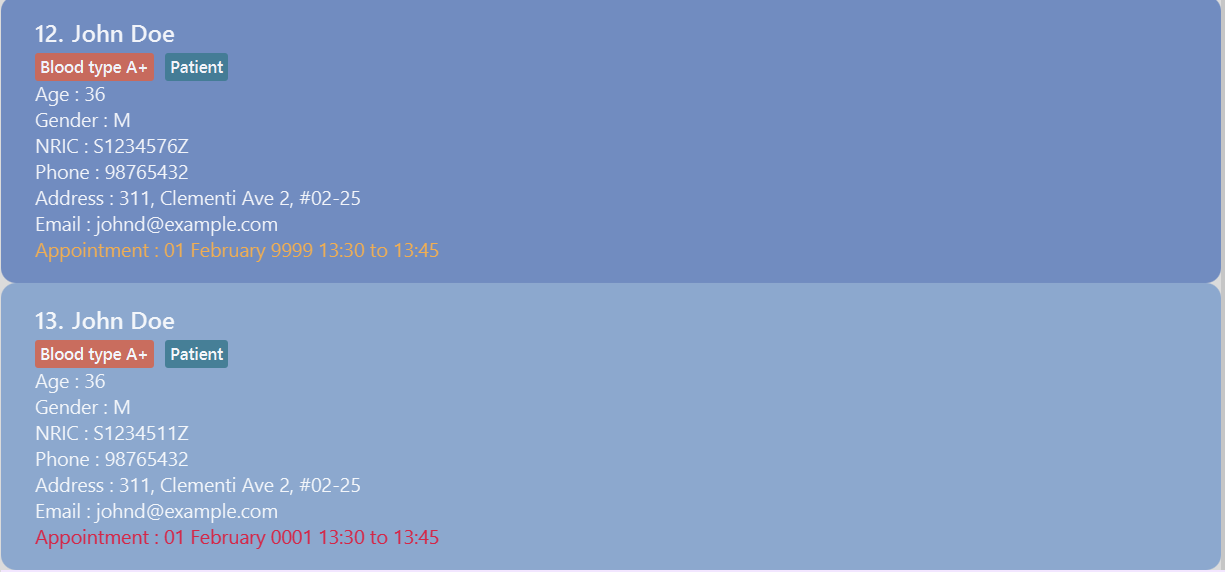 12. John Doe
Blood type A+ Patient
Age : 36
Gender : M
NRIC : S1234576Z
Phone : 98765432
Address : 311, Clementi Ave 2, #02-25
Email : johnd@example.com
Appointment : 01 February 9999 13:30 to 13:45
13. John Doe
Blood type A+ Patient
Age : 36
Gender : M
NRIC : S1234511Z
Phone : 98765432
Address : 311, Clementi Ave 2, #02-25
Email : johnd@example.com
Appointment : 01 February 0001 13:30 to 13:45